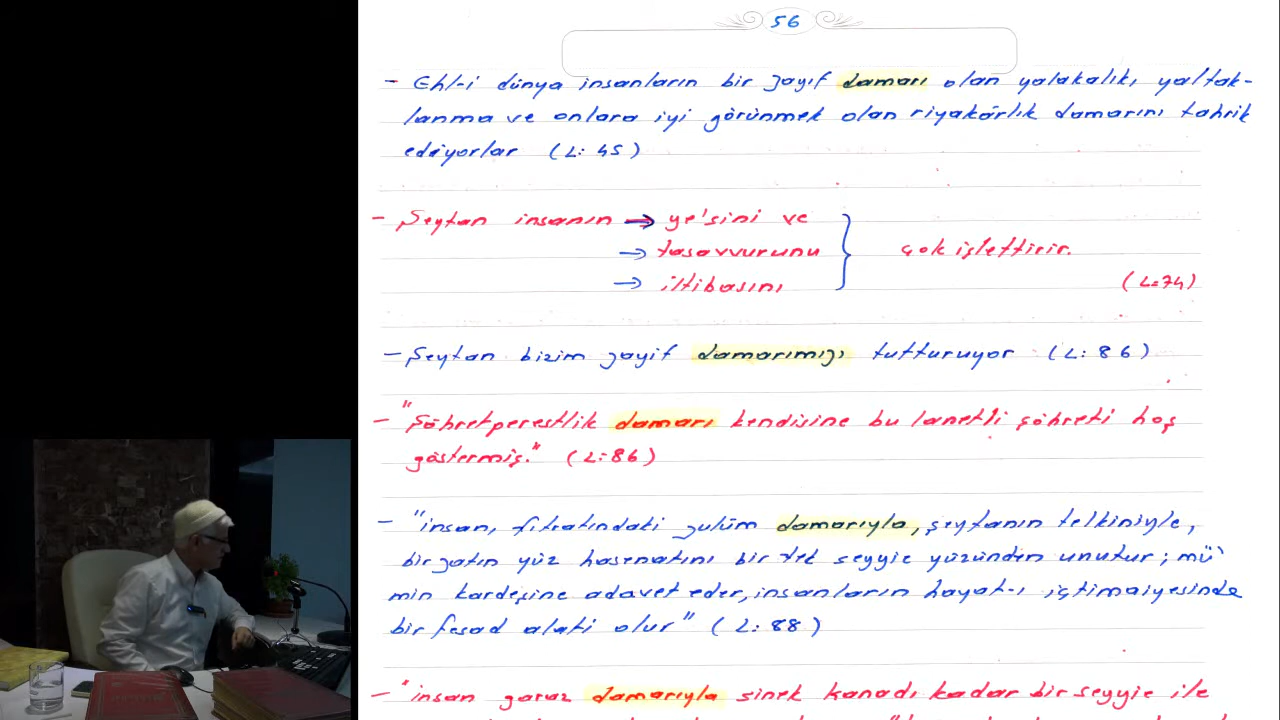 56
- Ehl-i dünya insanların bir zayıf damarı olan yalakalık, yaltak-
lanma ve onlara iyi görünmek olan riyakârlık damarını tahrik
ediyorlar (L: 45)
- Şeytan insanın → ye'sini ve
→ tasavvurunu } çok işlettirir.
→ iltibasını (L:74)
- Şeytan bizim zayif damarımızı tutturuyor (L: 86)
- "Şöhretperestlik damarı kendisine bu lanetli şöhreti hoş
göstermiş." (L:86)
- "insan, fıtratındaki zulüm damarıyla, şeytanın telkiniyle,
bir zatın yüz hasenatını bir tek seyyie yüzünden unutur; mü'
min kardeşine adavet eder, insanların hayat-ı içtimaiyesinde
bir fesad aleti olur" (L: 88)
- "insan garaz damarıyla sinek kanadı kadar bir seyyie ile